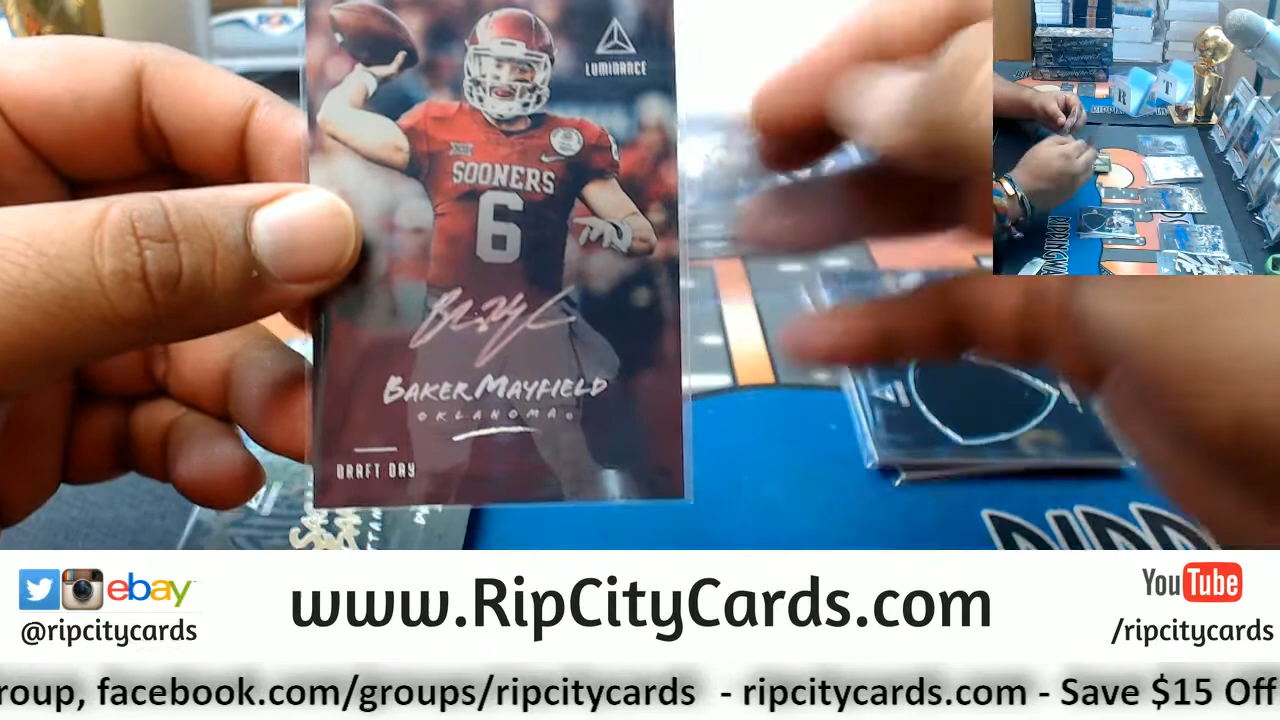 LUMINANCE
SOONERS
6
BAKER MAYFIELD
OKLAHOMA
DRAFT DAY
R T
ebay
www.RipCityCards.com
YouTube
@ripcitycards
/ripcitycards
roup, facebook.com/groups/ripcitycards - ripcitycards.com - Save $15 Off